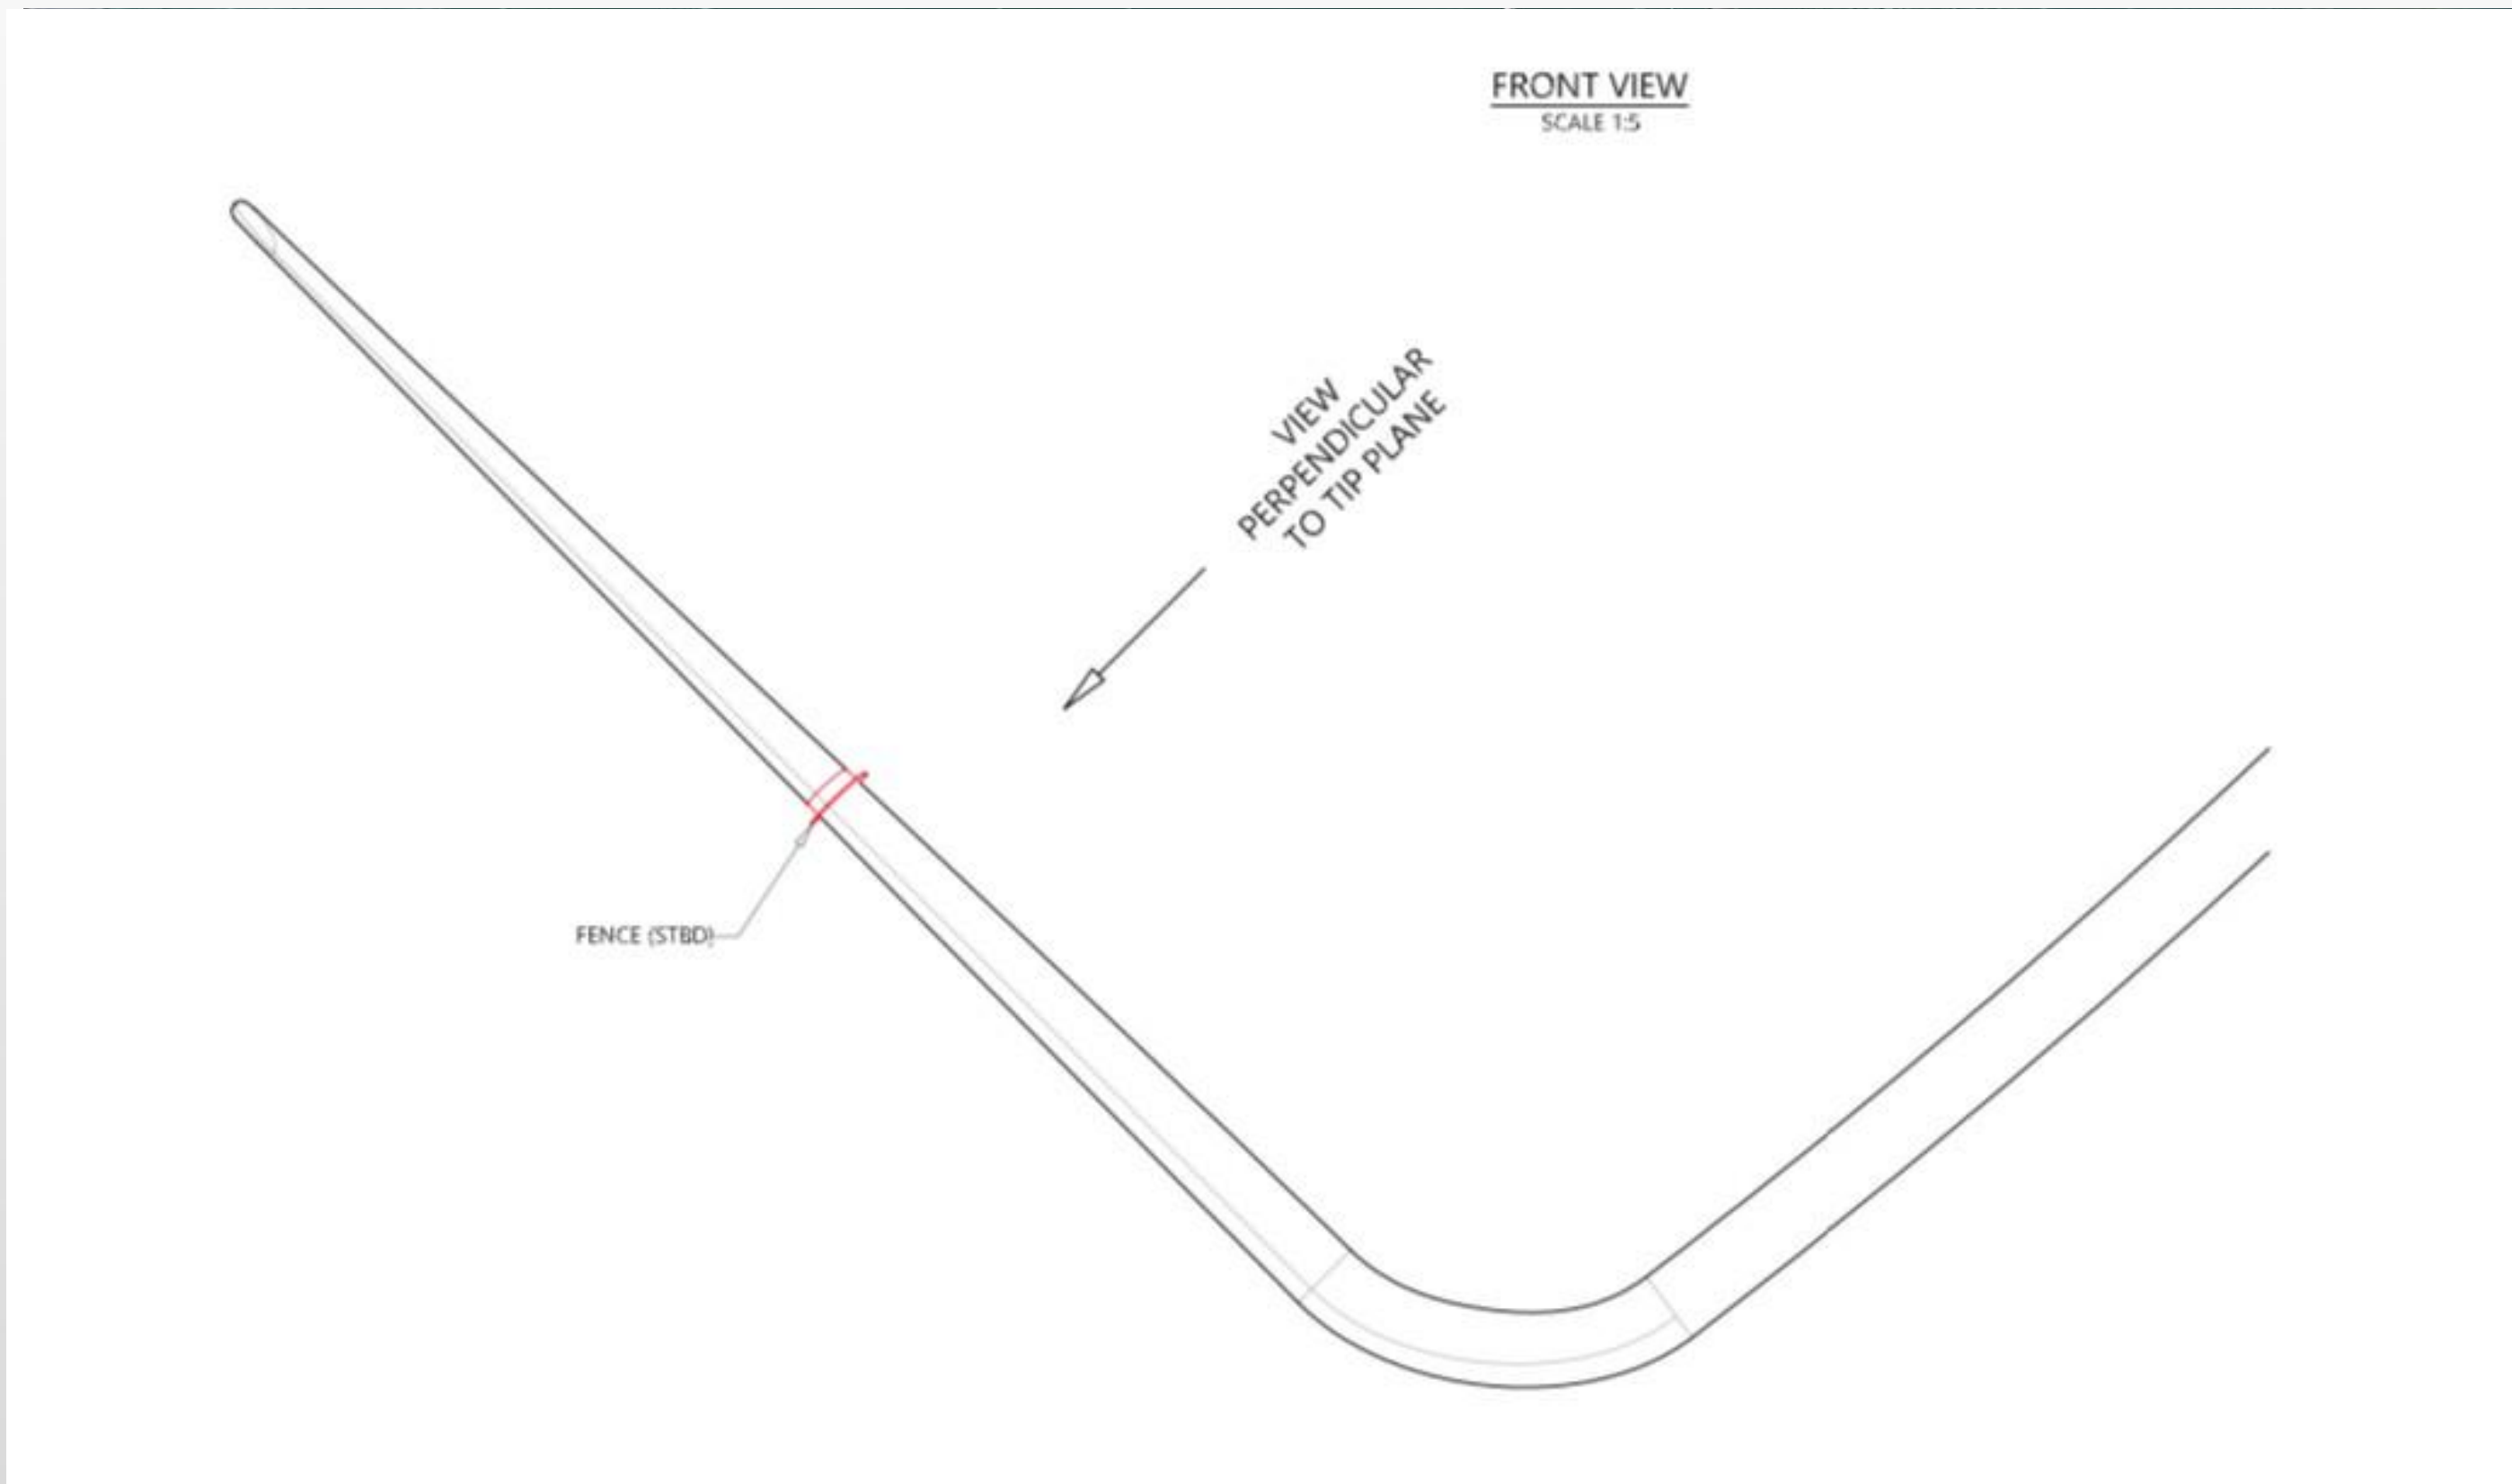 FRONT VIEW
SCALE 1:5
VIEW
PERPENDICULAR
TO TIP PLANE
FENCE (STBD)